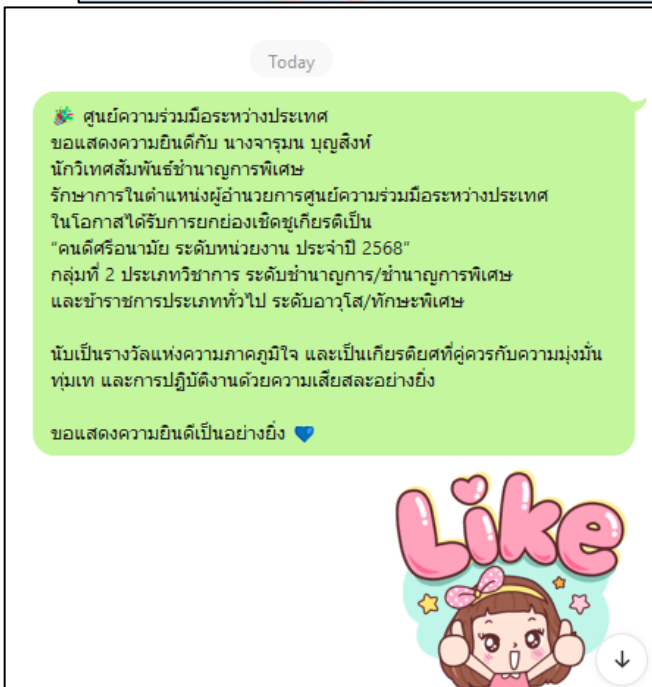 Today
🎉 ศูนย์ความร่วมมือระหว่างประเทศ
ขอแสดงความยินดีกับ นางจารุมน บุญสิงห์
นักวิเทศสัมพันธ์ชำนาญการพิเศษ
รักษาการในตำแหน่งผู้อำนวยการศูนย์ความร่วมมือระหว่างประเทศ
ในโอกาสได้รับการยกย่องเชิดชูเกียรติเป็น
“คนดีศรีอนามัย ระดับหน่วยงาน ประจำปี 2568”
กลุ่มที่ 2 ประเภทวิชาการ ระดับชำนาญการ/ชำนาญการพิเศษ
และข้าราชการประเภททั่วไป ระดับอาวุโส/ทักษะพิเศษ
นับเป็นรางวัลแห่งความภาคภูมิใจ และเป็นเกียรติยศที่คู่ควรกับความมุ่งมั่น
ทุ่มเท และการปฏิบัติงานด้วยความเสียสละอย่างยิ่ง
ขอแสดงความยินดีเป็นอย่างยิ่ง 💙
Like